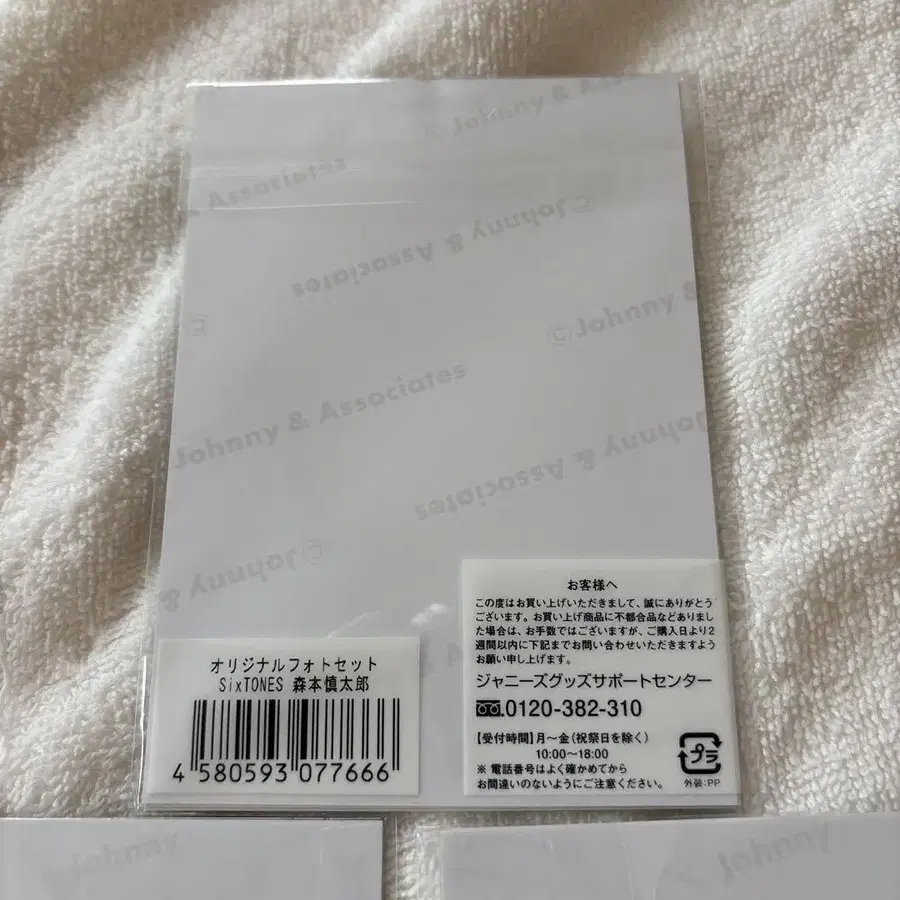 © Johnny & Associates
& Associates
© Johnny & Associates
© Johnny &
Johnny & Associates
Johnny & Associates
© Johnny &
オリジナルフォトセット
SixTONES 森本慎太郎
4 580593 077666
お客様へ
この度はお買い上げいただきまして、誠にありがとう
ございます。お買い上げ商品に不都合品などありまし
た場合は、お手数ではございますが、ご購入日より2
週間以内に下記までお問い合わせいただきますよう
お願い申し上げます。
ジャニーズグッズサポートセンター
0120-382-310
【受付時間】月～金(祝祭日を除く)
10:00～18:00
※ 電話番号はよく確かめてから
お間違いのないようにご注意ください。
プラ
外装:PP
Johnny
Johnny